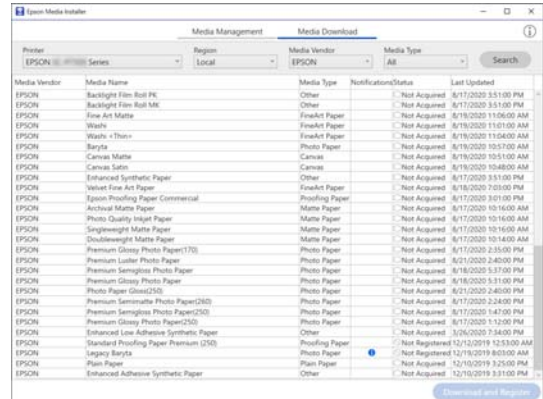 Epson Media Installer
Media Management Media Download
Printer Region Media Vendor Media Type
EPSON Series Local EPSON All Search
Media Vendor Media Name Media Type Notifications Status Last Updated
EPSON Backlight Film Roll PK Other Not Acquired 8/17/2020 3:51:00 PM
EPSON Backlight Film Roll MK Other Not Acquired 8/17/2020 3:51:00 PM
EPSON Fine Art Matte FineArt Paper Not Acquired 8/19/2020 11:06:00 AM
EPSON Washi FineArt Paper Not Acquired 8/19/2020 11:01:00 AM
EPSON Washi <Thin> FineArt Paper Not Acquired 8/19/2020 11:04:00 AM
EPSON Baryta Photo Paper Not Acquired 8/19/2020 10:57:00 AM
EPSON Canvas Matte Canvas Not Acquired 8/19/2020 10:51:00 AM
EPSON Canvas Satin Canvas Not Acquired 8/19/2020 10:48:00 AM
EPSON Enhanced Synthetic Paper Other Not Acquired 8/17/2020 3:51:00 PM
EPSON Velvet Fine Art Paper FineArt Paper Not Acquired 8/18/2020 7:03:00 PM
EPSON Epson Proofing Paper Commercial Proofing Paper Not Acquired 8/17/2020 3:01:00 PM
EPSON Archival Matte Paper Matte Paper Not Acquired 8/17/2020 10:16:00 AM
EPSON Photo Quality Inkjet Paper Matte Paper Not Acquired 8/17/2020 10:16:00 AM
EPSON Singleweight Matte Paper Matte Paper Not Acquired 8/17/2020 10:16:00 AM
EPSON Doubleweight Matte Paper Matte Paper Not Acquired 8/17/2020 10:14:00 AM
EPSON Premium Glossy Photo Paper(170) Photo Paper Not Acquired 8/17/2020 2:35:00 PM
EPSON Premium Luster Photo Paper Photo Paper Not Acquired 8/21/2020 2:40:00 PM
EPSON Premium Semigloss Photo Paper Photo Paper Not Acquired 8/18/2020 5:37:00 PM
EPSON Premium Glossy Photo Paper Photo Paper Not Acquired 8/18/2020 5:31:00 PM
EPSON Photo Paper Gloss(250) Photo Paper Not Acquired 8/21/2020 2:40:00 PM
EPSON Premium Semimatte Photo Paper(260) Photo Paper Not Acquired 8/17/2020 2:24:00 PM
EPSON Premium Semigloss Photo Paper(250) Photo Paper Not Acquired 8/17/2020 1:47:00 PM
EPSON Premium Glossy Photo Paper(250) Photo Paper Not Acquired 8/17/2020 1:12:00 PM
EPSON Enhanced Low Adhesive Synthetic Paper Other Not Acquired 3/26/2020 7:34:00 PM
EPSON Standard Proofing Paper Premium (250) Proofing Paper Not Registered 12/12/2019 12:53:00 AM
EPSON Legacy Baryta Photo Paper Not Registered 12/19/2019 8:03:00 AM
EPSON Plain Paper Plain Paper Not Acquired 12/10/2019 3:25:00 PM
EPSON Enhanced Adhesive Synthetic Paper Other Not Acquired 12/10/2019 3:31:00 PM
Download and Register